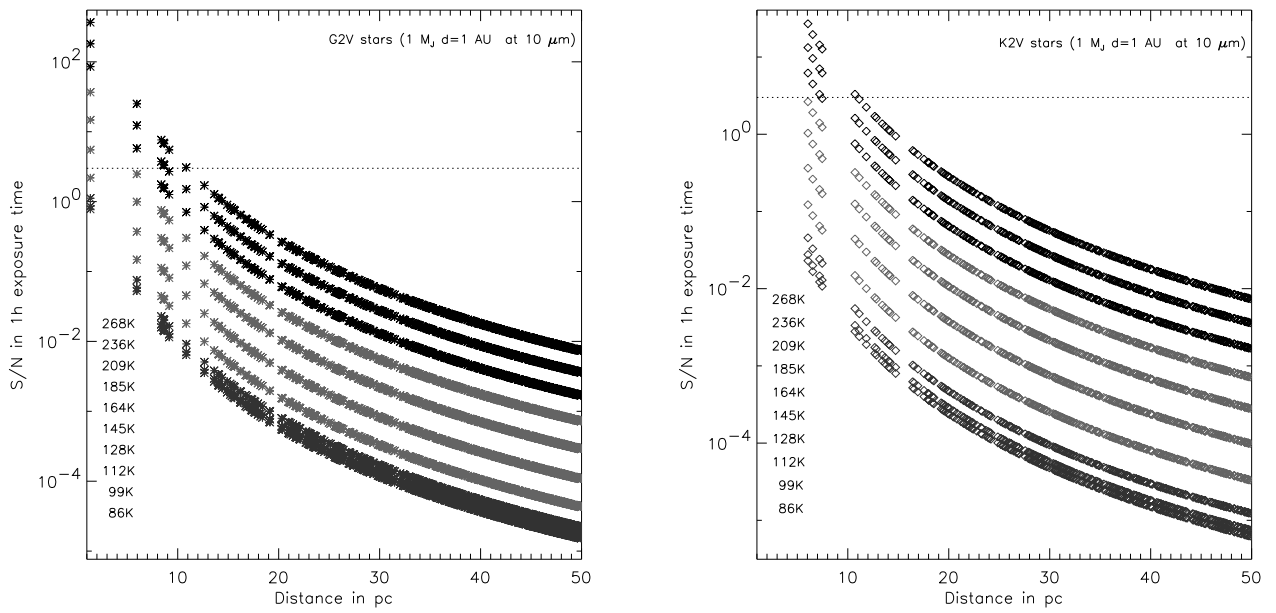 G2V stars (1 M_J d=1 AU at 10 μm)
S/N in 1h exposure time
10^2
10^0
10^−2
10^−4
268K
236K
209K
185K
164K
145K
128K
112K
99K
86K
10 20 30 40 50
Distance in pc
K2V stars (1 M_J d=1 AU at 10 μm)
S/N in 1h exposure time
10^0
10^−2
10^−4
268K
236K
209K
185K
164K
145K
128K
112K
99K
86K
10 20 30 40 50
Distance in pc